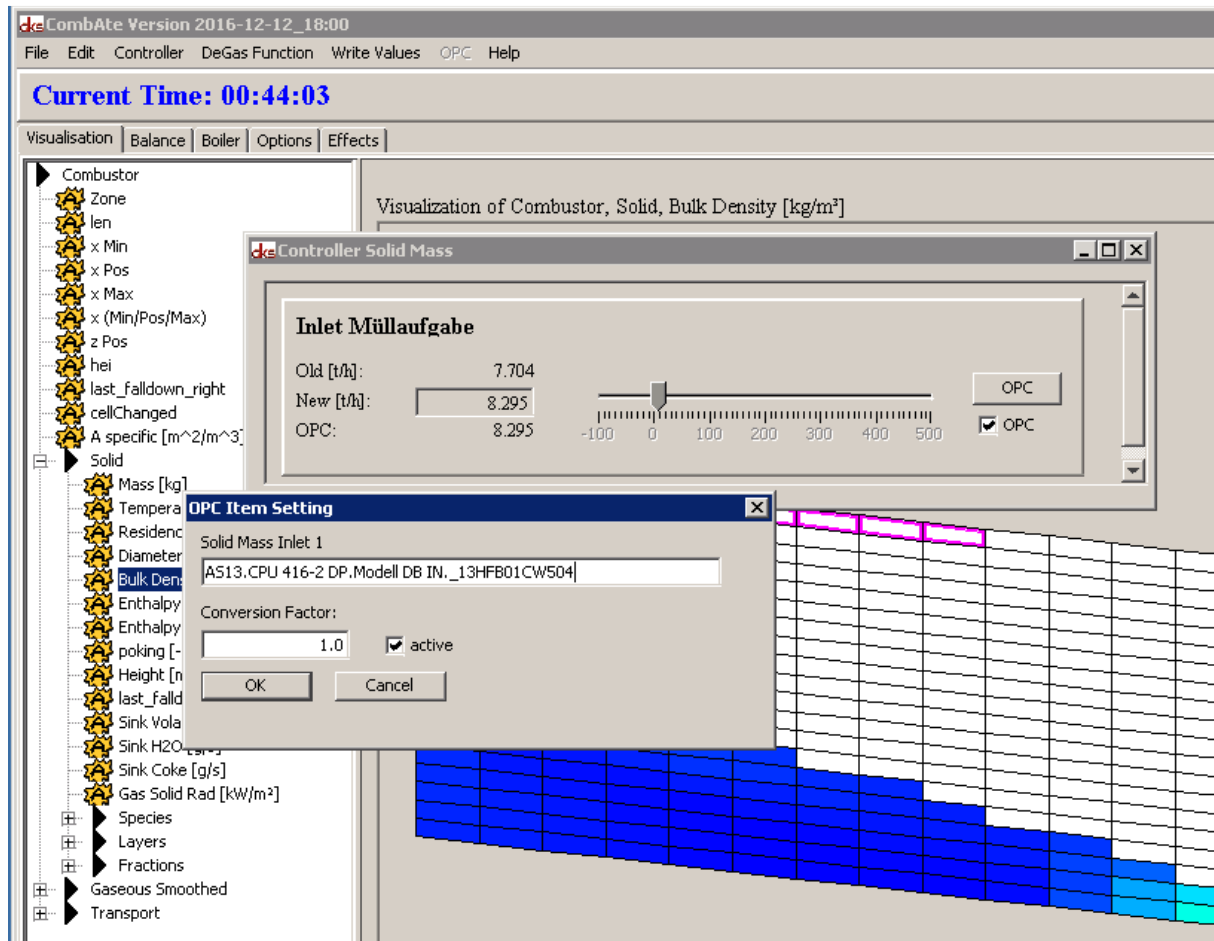 cks CombAte Version 2016-12-12_18:00
File Edit Controller DeGas Function Write Values OPC Help
Current Time: 00:44:03
Visualisation Balance Boiler Options Effects
Combustor
Zone
len
x Min
x Pos
x Max
x (Min/Pos/Max)
z Pos
hei
last_falldown_right
cellChanged
A specific [m^2/m^3]
Solid
Mass [kg]
Tempera
Residenc
Diameter
Bulk Den
Enthalpy
Enthalpy
poking [-
Height [m
last_falld
Sink Vola
Sink H2O [g/s]
Sink Coke [g/s]
Gas Solid Rad [kW/m²]
Species
Layers
Fractions
Gaseous Smoothed
Transport
Visualization of Combustor, Solid, Bulk Density [kg/m³]
cks Controller Solid Mass
Inlet Müllaufgabe
Old [t/h]: 7.704
New [t/h]: 8.295
OPC: 8.295
-100 0 100 200 300 400 500
OPC
OPC
OPC Item Setting
Solid Mass Inlet 1
AS13.CPU 416-2 DP.Modell DB IN._13HFB01CW504
Conversion Factor:
1.0 active
OK Cancel